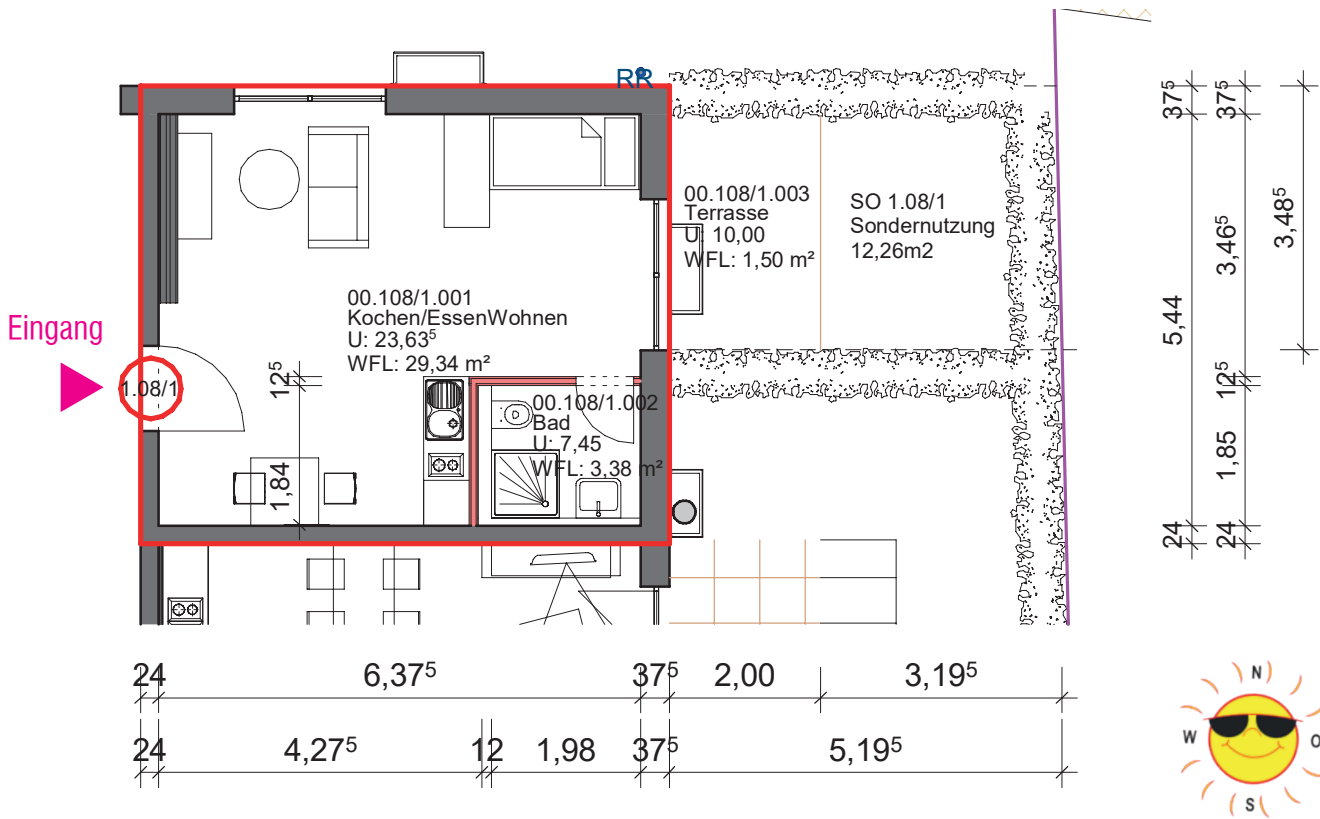 RR
37⁵
37⁵
00.108/1.003
Terrasse
U: 10,00
WFL: 1,50 m²
SO 1.08/1
Sondernutzung
12,26m2
3,46⁵
3,48⁵
5,44
00.108/1.001
Kochen/EssenWohnen
U: 23,63⁵
WFL: 29,34 m²
Eingang
1.08/1
12⁵
12⁵
00.108/1.002
Bad
U: 7,45
WFL: 3,38 m²
1,84
1,85
24
24
24
6,37⁵
37⁵
2,00
3,19⁵
24
4,27⁵
12
1,98
37⁵
5,19⁵
N
W
O
S